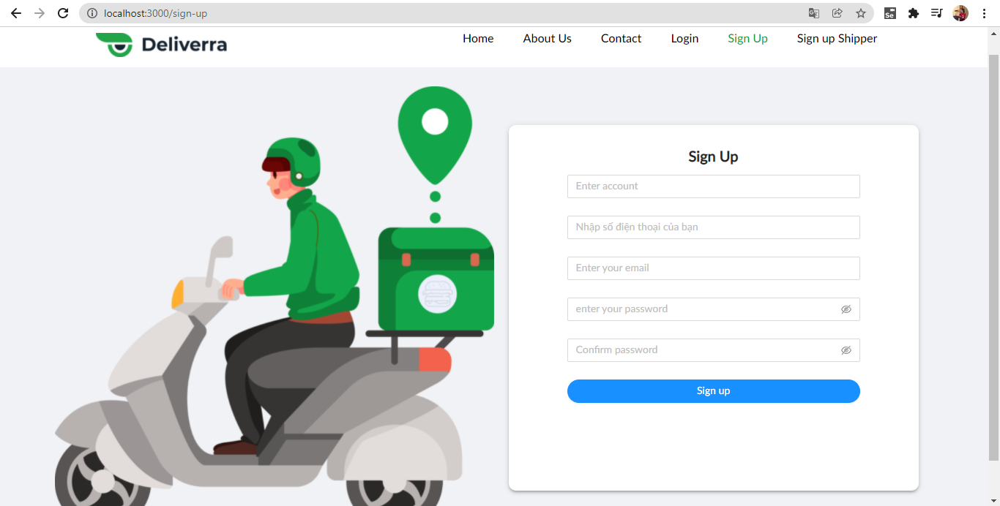 localhost:3000/sign-up
Se
Deliverra
Home
About Us
Contact
Login
Sign Up
Sign up Shipper
Sign Up
Enter account
Nhập số điện thoại của bạn
Enter your email
enter your password
Confirm password
Sign up